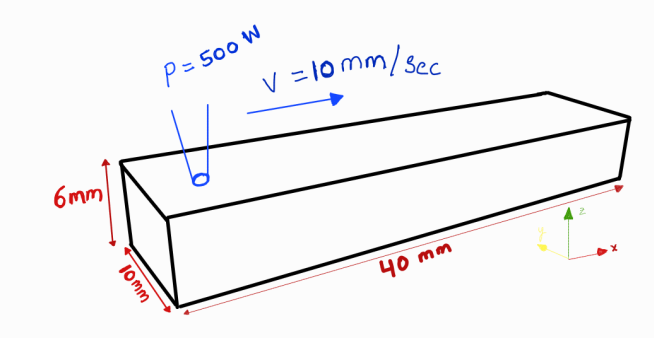 P = 500 W
V = 10 mm/sec
6mm
10mm
40 mm
z
y
x